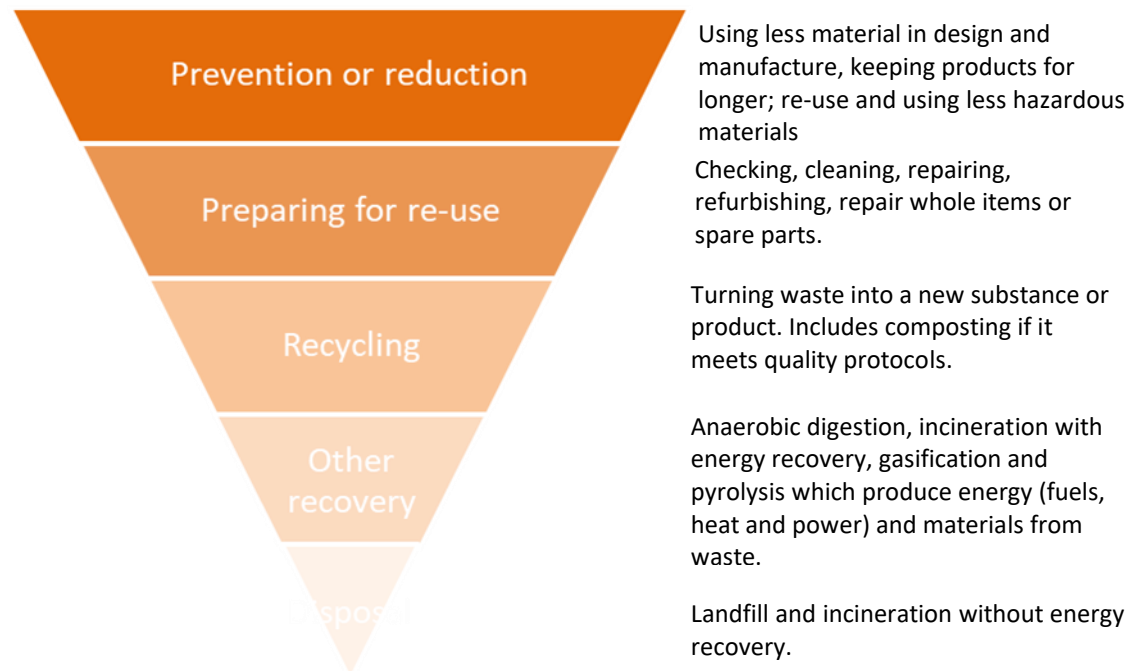 Prevention or reduction
Using less material in design and
manufacture, keeping products for
longer; re-use and using less hazardous
materials
Preparing for re-use
Checking, cleaning, repairing,
refurbishing, repair whole items or
spare parts.
Recycling
Turning waste into a new substance or
product. Includes composting if it
meets quality protocols.
Other
recovery
Anaerobic digestion, incineration with
energy recovery, gasification and
pyrolysis which produce energy (fuels,
heat and power) and materials from
waste.
Disposal
Landfill and incineration without energy
recovery.